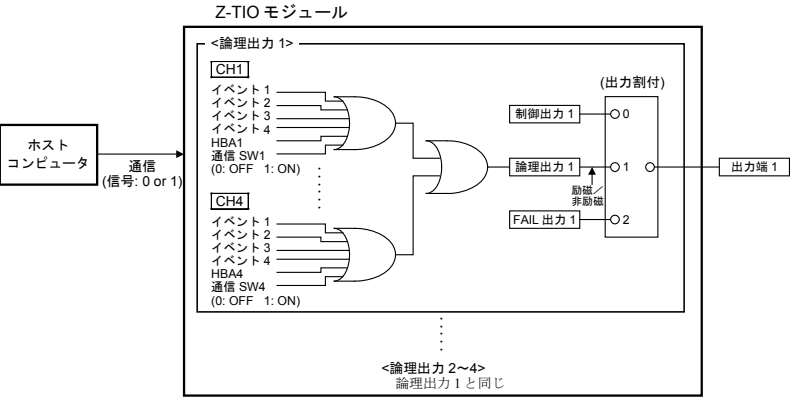 Z-TIO モジュール
<論理出力 1>
CH1
イベント 1
イベント 2
イベント 3
イベント 4
HBA1
通信 SW1
(0: OFF 1: ON)
CH4
イベント 1
イベント 2
イベント 3
イベント 4
HBA4
通信 SW4
(0: OFF 1: ON)
ホスト
コンピュータ
通信
(信号: 0 or 1)
(出力割付)
制御出力 1
0
論理出力 1
1
励磁/
非励磁
FAIL 出力 1
2
出力端 1
<論理出力 2~4>
論理出力 1 と同じ